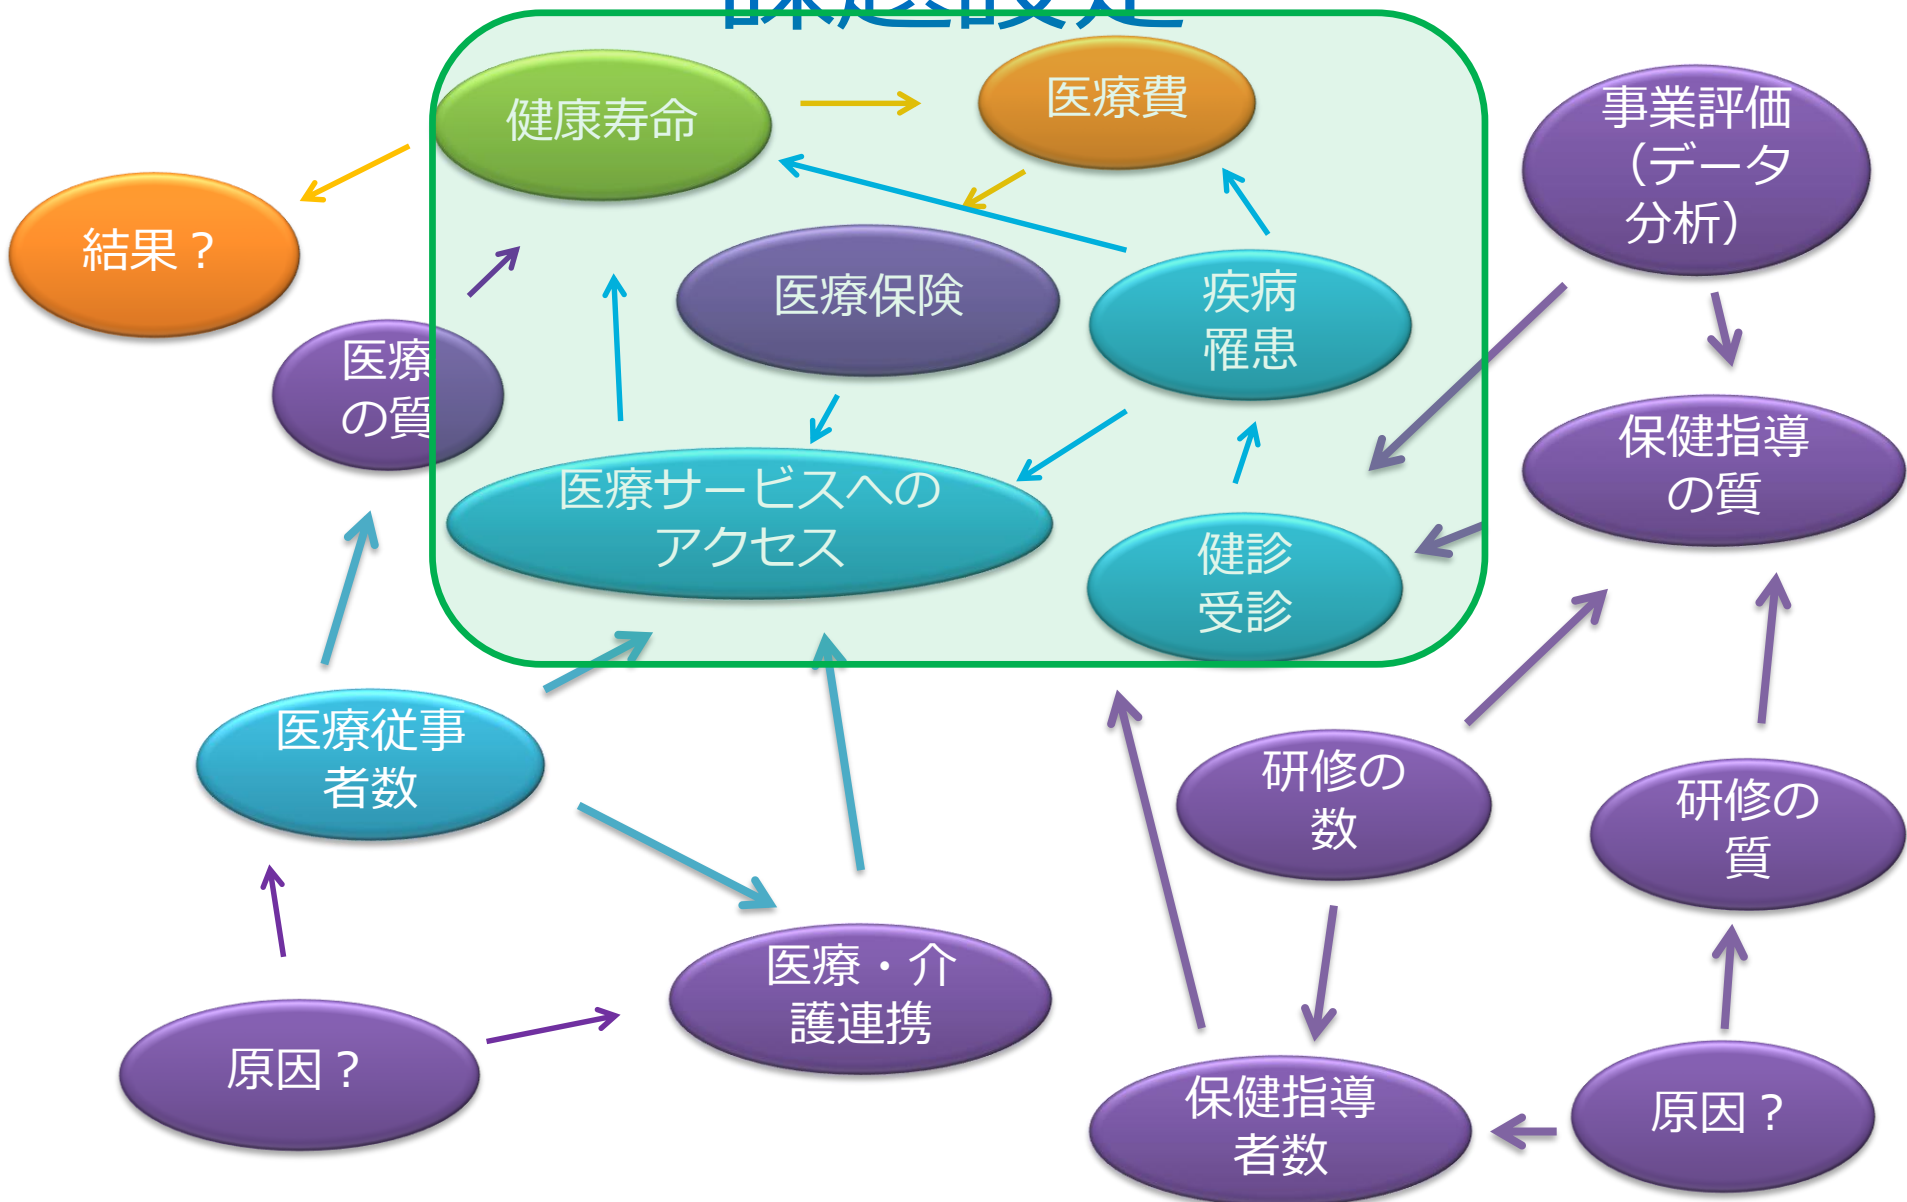 健康寿命
医療費
事業評価
（データ
分析）
結果？
医療保険
疾病
罹患
医療
の質
保健指導
の質
医療サービスへの
アクセス
健診
受診
医療従事
者数
研修の
数
研修の
質
医療・介
護連携
原因？
保健指導
者数
原因？